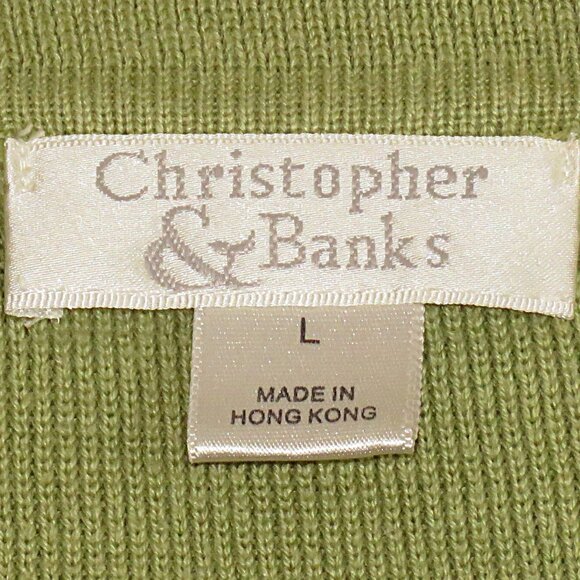 Christopher
& Banks
L
MADE IN
HONG KONG